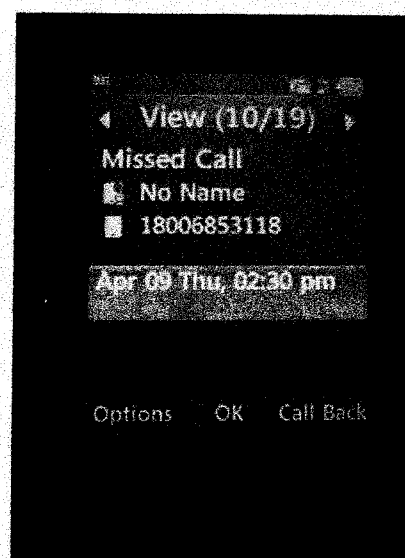 View (10/19)
Missed Call
No Name
18006853118
Apr 09 Thu, 02:30 pm
Options OK Call Back